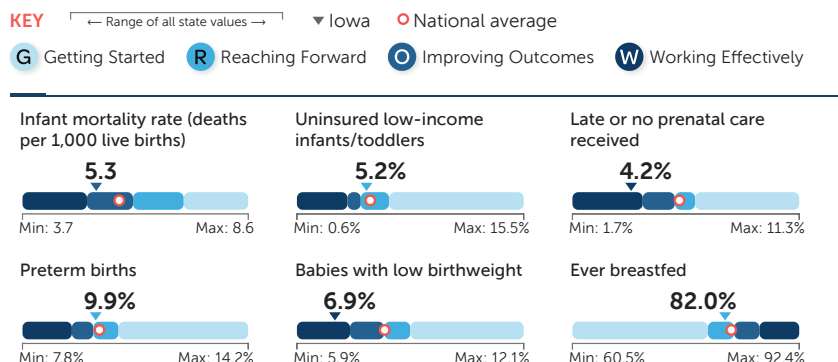 KEY
← Range of all state values →
Iowa
National average
G Getting Started
R Reaching Forward
O Improving Outcomes
W Working Effectively
Infant mortality rate (deaths
per 1,000 live births)
5.3
Min: 3.7 Max: 8.6
Uninsured low-income
infants/toddlers
5.2%
Min: 0.6% Max: 15.5%
Late or no prenatal care
received
4.2%
Min: 1.7% Max: 11.3%
Preterm births
9.9%
Min: 7.8% Max: 14.2%
Babies with low birthweight
6.9%
Min: 5.9% Max: 12.1%
Ever breastfed
82.0%
Min: 60.5% Max: 92.4%